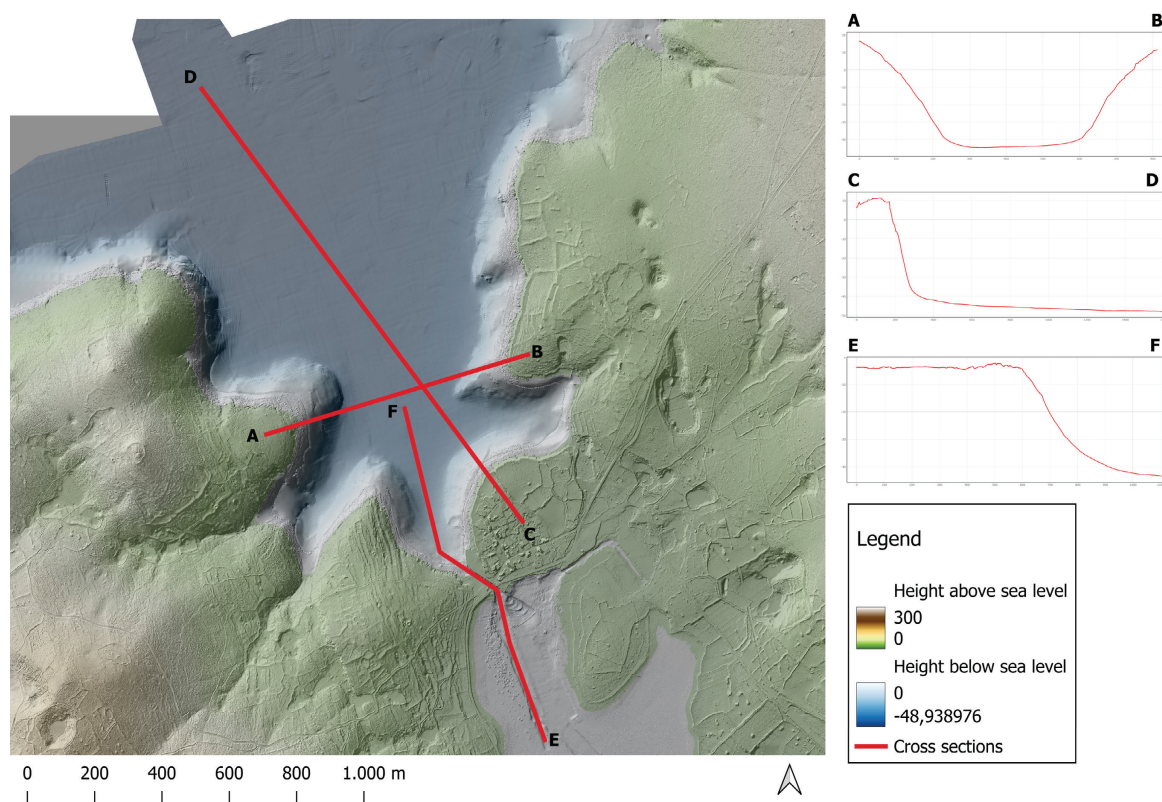 A B
D
C D
E F
B
F
A
C
E
Legend
Height above sea level
300
0
Height below sea level
0
-48,938976
Cross sections
0 200 400 600 800 1.000 m